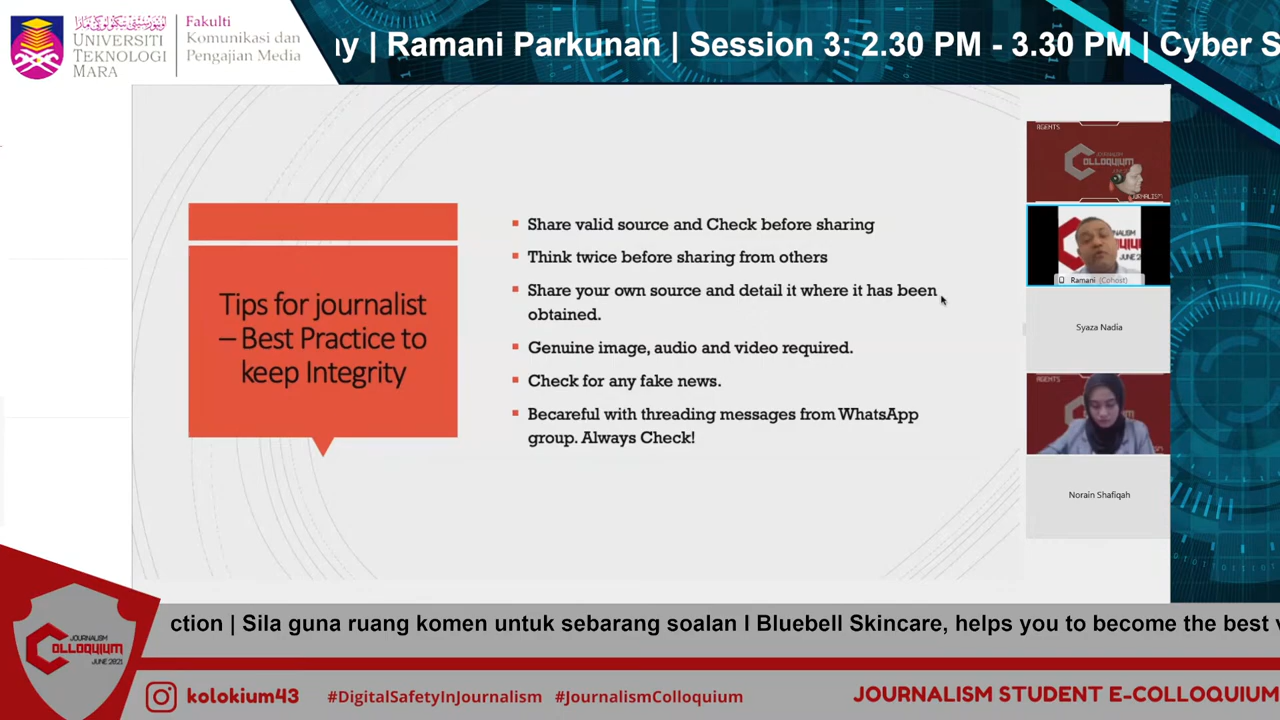 UNIVERSITI
TEKNOLOGI
MARA
Fakulti
Komunikasi dan
Pengajian Media
ay | Ramani Parkunan | Session 3: 2.30 PM - 3.30 PM | Cyber S
Tips for journalist
– Best Practice to
keep Integrity
Share valid source and Check before sharing
Think twice before sharing from others
Share your own source and detail it where it has been
obtained.
Genuine image, audio and video required.
Check for any fake news.
Becareful with threading messages from WhatsApp
group. Always Check!
AGENTS
COLLOQUIUM
Ramani (Cohost)
Syaza Nadia
AGENTS
Norain Shafiqah
JOURNALISM
COLLOQUIUM
JUNE 2021
ction | Sila guna ruang komen untuk sebarang soalan I Bluebell Skincare, helps you to become the best
kolokium43
#DigitalSafetyInJournalism #JournalismColloquium
JOURNALISM STUDENT E-COLLOQUIUM